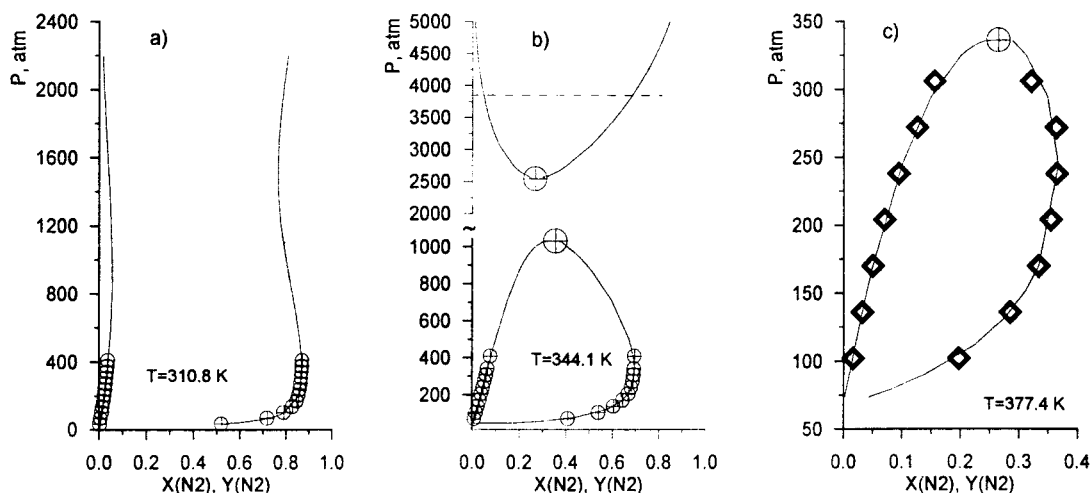 a)
P, atm
2400
2000
1600
1200
800
400
0
T=310.8 K
0.0 0.2 0.4 0.6 0.8 1.0
X(N2), Y(N2)
b)
P, atm
5000
4500
4000
3500
3000
2500
2000
~
1000
800
600
400
200
T=344.1 K
0.0 0.2 0.4 0.6 0.8 1.0
X(N2), Y(N2)
c)
P, atm
350
300
250
200
150
100
50
T=377.4 K
0.0 0.1 0.2 0.3 0.4
X(N2), Y(N2)